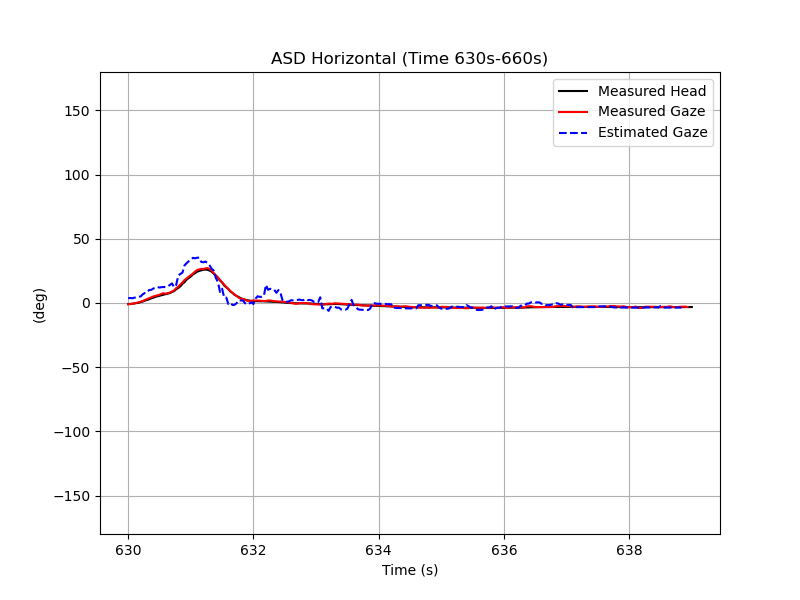 ASD Horizontal (Time 630s-660s)
Measured Head
Measured Gaze
Estimated Gaze
150
100
50
0
−50
−100
−150
(deg)
630 632 634 636 638
Time (s)